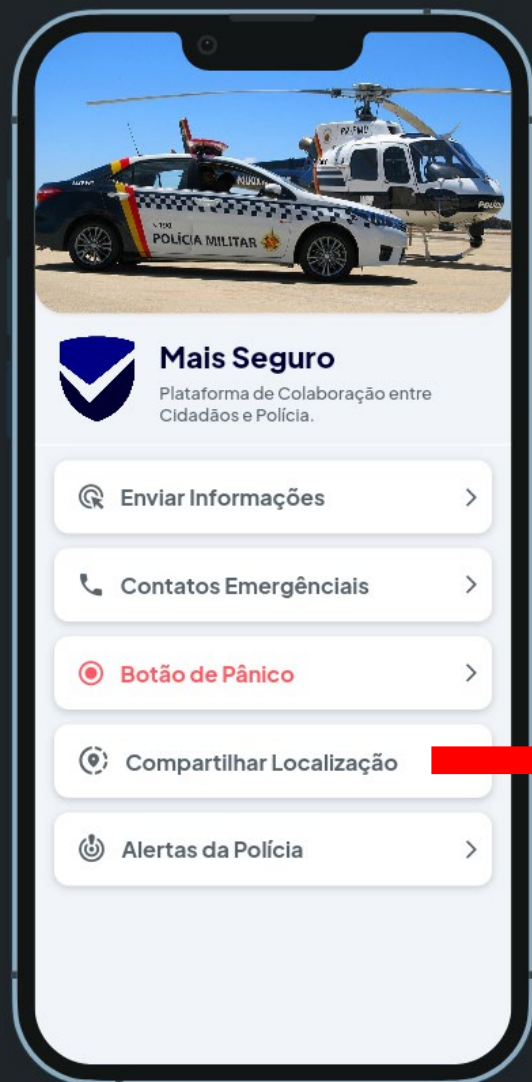 POLÍCIA MILITAR
Mais Seguro
Plataforma de Colaboração entre
Cidadãos e Polícia.
Enviar Informações
Contatos Emergênciais
Botão de Pânico
Compartilhar Localização
Alertas da Polícia